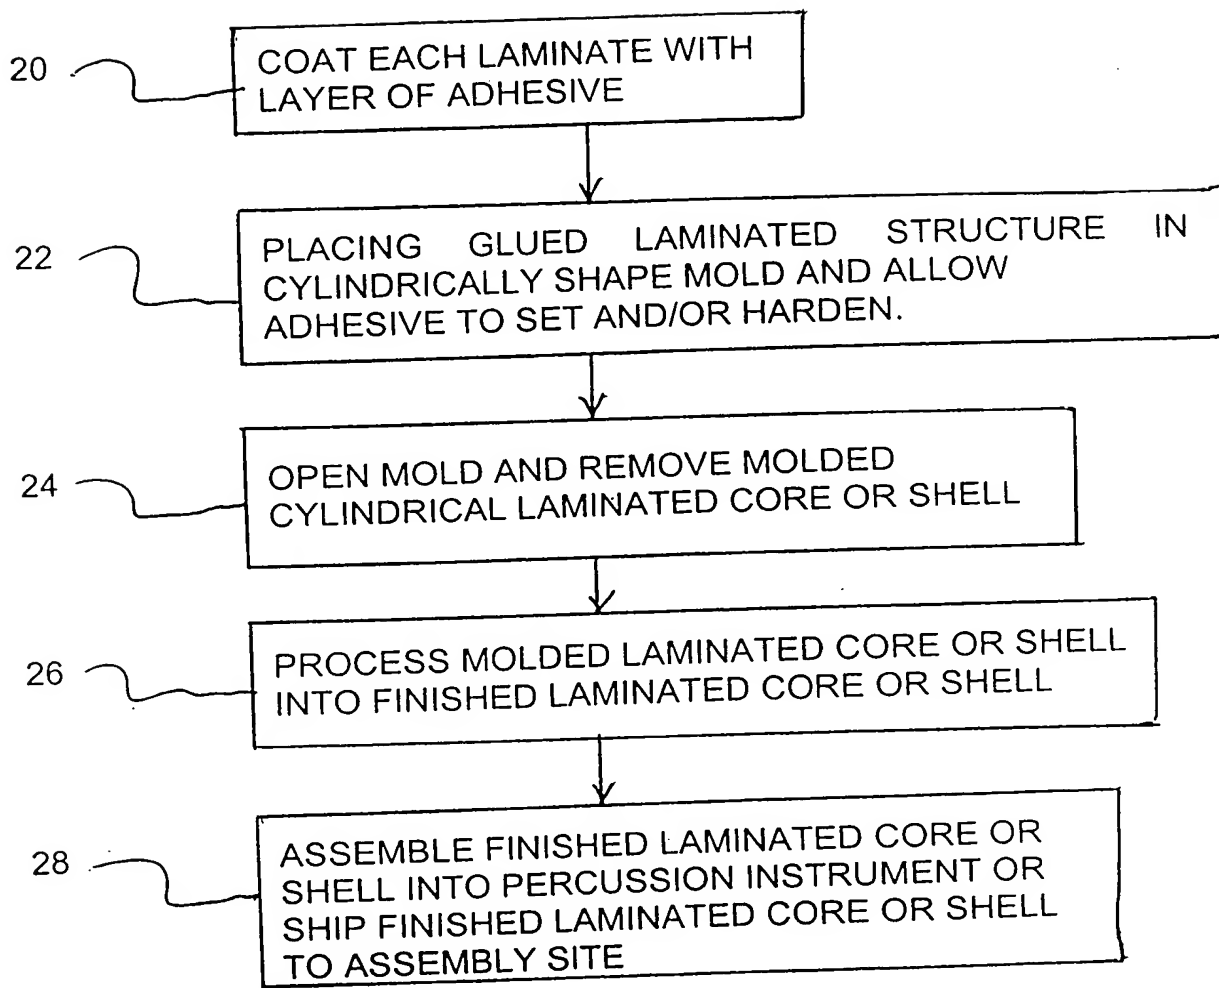 20
COAT EACH LAMINATE WITH
LAYER OF ADHESIVE
22
PLACING GLUED LAMINATED STRUCTURE IN
CYLINDRICALLY SHAPE MOLD AND ALLOW
ADHESIVE TO SET AND/OR HARDEN.
24
OPEN MOLD AND REMOVE MOLDED
CYLINDRICAL LAMINATED CORE OR SHELL
26
PROCESS MOLDED LAMINATED CORE OR SHELL
INTO FINISHED LAMINATED CORE OR SHELL
28
ASSEMBLE FINISHED LAMINATED CORE OR
SHELL INTO PERCUSSION INSTRUMENT OR
SHIP FINISHED LAMINATED CORE OR SHELL
TO ASSEMBLY SITE